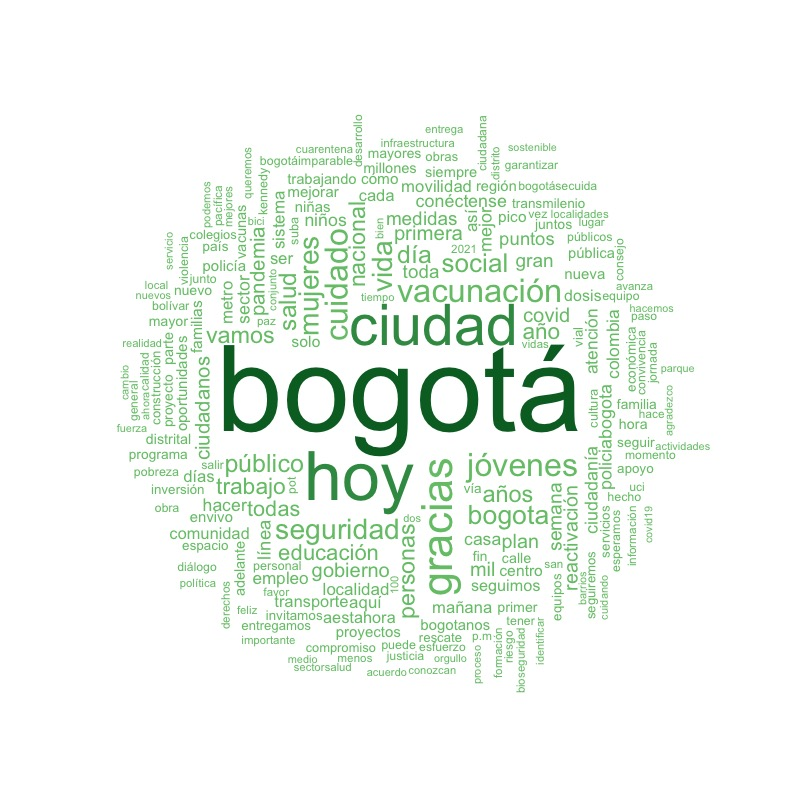 entrega
infraestructura
ciudadana
desarrollo
cuarentena
mayores
obras
distrito
sostenible
bogotáimparable
millones
siempre
garantizar
queremos
trabajando
cómo
movilidad
región
bogotásecuida
kennedy
mejorar
cada
conéctense
transmilenio
podemos
pacífica
mejores
bici
sistema
niñas
niños
nacional
medidas
así
mejor
pico
vez
localidades
juntos
lugar
vacunas
suba
bien
primera
puntos
públicos
colegios
país
pandemia
mujeres
cuidado
vida
día
2021
pública
consejo
servicio
violencia
policía
ser
toda
social
gran
nueva
junto
metro
sector
conjunto
salud
tiempo
vacunación
dosis
equipo
avanza
local
nuevos
nuevo
bolívar
familias
paz
hacemos
mayor
vamos
solo
ciudad
covid
año
vidas
vial
atención
colombia
paso
realidad
parte
económica
convivencia
jornada
parque
cambio
general
ahora
calidad
construcción
proyecto
oportunidades
ciudadanos
bogotá
cultura
policiabogota
familia
hace
agradezco
fuerza
hora
distrital
seguir
actividades
programa
salir
público
hoy
gracias
jóvenes
ciudadanía
momento
pobreza
días
apoyo
inversión
trabajo
pot
vía
años
semana
reactivación
uci
hecho
obra
hacer
todas
bogota
servicios
esperamos
información
covid19
envivo
línea
seguridad
dos
personas
comunidad
casa
plan
espacio
adelante
educación
fin
calle
diálogo
personal
gobierno
mil
centro
san
equipos
barrios
seguiremos
cuidando
política
empleo
localidad
100
seguimos
derechos
favor
transporte
aquí
feliz
invitamos
aestahora
mañana
primer
entregamos
proyectos
bogotanos
tener
importante
rescate
p.m.
formación
riesgo
bioseguridad
identificar
compromiso
puede
esfuerzo
proceso
medio
menos
justicia
orgullo
sectorsalud
acuerdo
conozcan